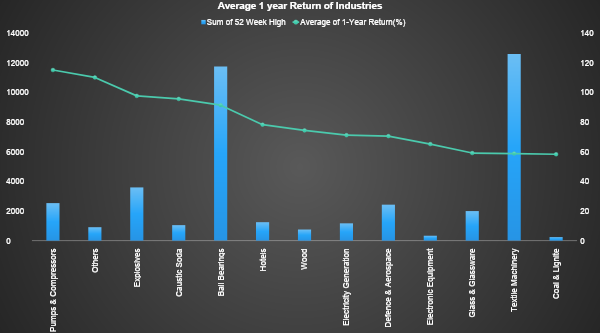 Average 1 year Return of Industries
Sum of 52 Week High Average of 1-Year Return(%)
14000 140
12000 120
10000 100
8000 80
6000 60
4000 40
2000 20
0 0
Pumps & Compressors
Others
Explosives
Caustic Soda
Ball Bearings
Hotels
Wood
Electricity Generation
Defence & Aerospace
Electronic Equipment
Glass & Glassware
Textile Machinery
Coal & Lignite